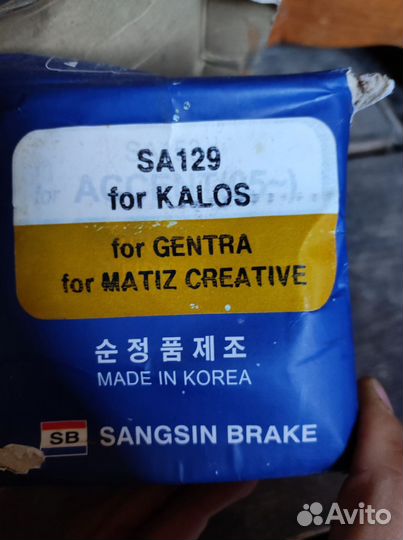 SA129
for KALOS
for GENTRA
for MATIZ CREATIVE
순정품제조
MADE IN KOREA
SB SANGSIN BRAKE
Avito